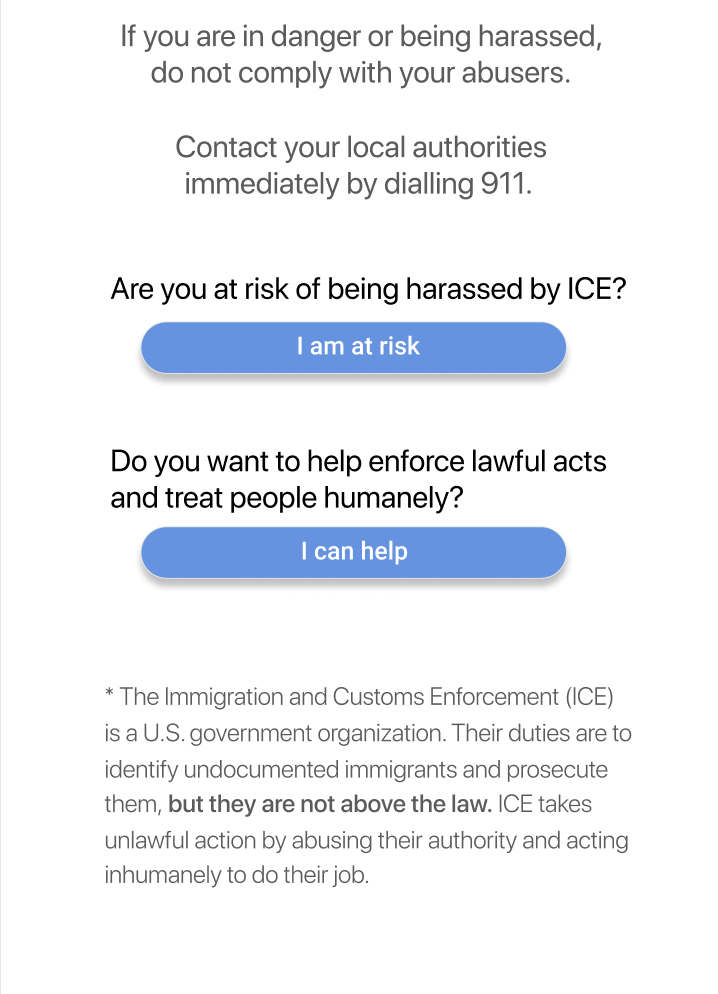 If you are in danger or being harassed,
do not comply with your abusers.
Contact your local authorities
immediately by dialling 911.
Are you at risk of being harassed by ICE?
I am at risk
Do you want to help enforce lawful acts
and treat people humanely?
I can help
* The Immigration and Customs Enforcement (ICE)
is a U.S. government organization. Their duties are to
identify undocumented immigrants and prosecute
them, but they are not above the law. ICE takes
unlawful action by abusing their authority and acting
inhumanely to do their job.